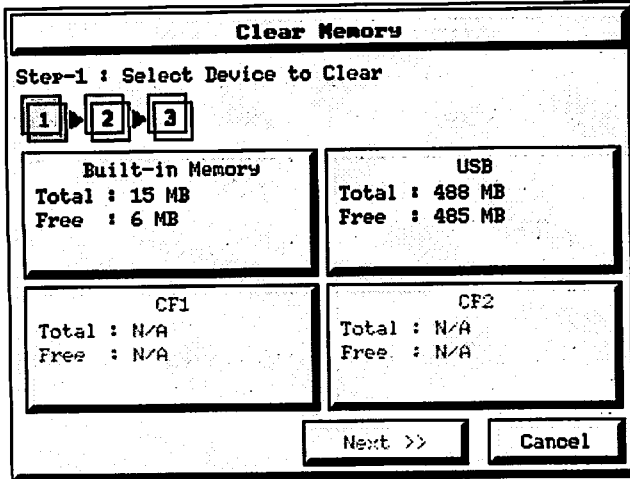 Clear Memory
Step-1 : Select Device to Clear
1 2 3
Built-in Memory
Total : 15 MB
Free : 6 MB
USB
Total : 488 MB
Free : 485 MB
CF1
Total : N/A
Free : N/A
CF2
Total : N/A
Free : N/A
Next >>
Cancel